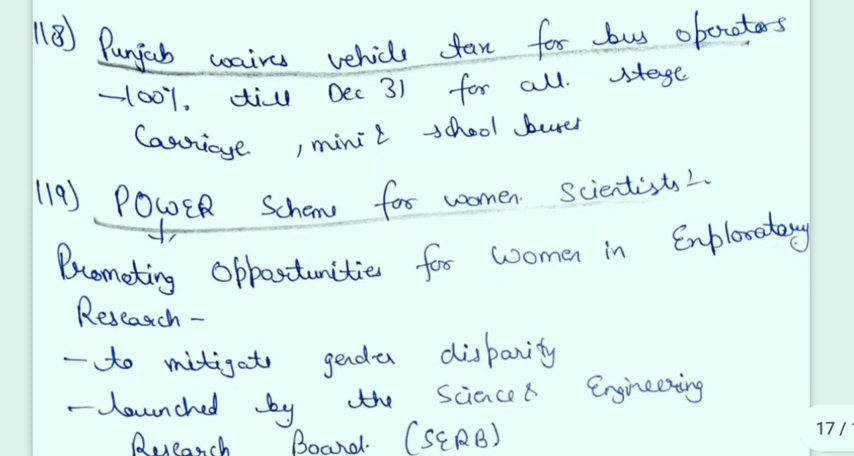 118) Punjab waives vehicle tax for bus operators
→100% till Dec 31 for all stage
Carriage, mini & school buses
119) POWER Scheme for women Scientists:-
Promoting Opportunities for Women in Exploratory
Research -
- to mitigate gender disparity
- launched by the Science & Engineering
Research Board (SERB)
17 /